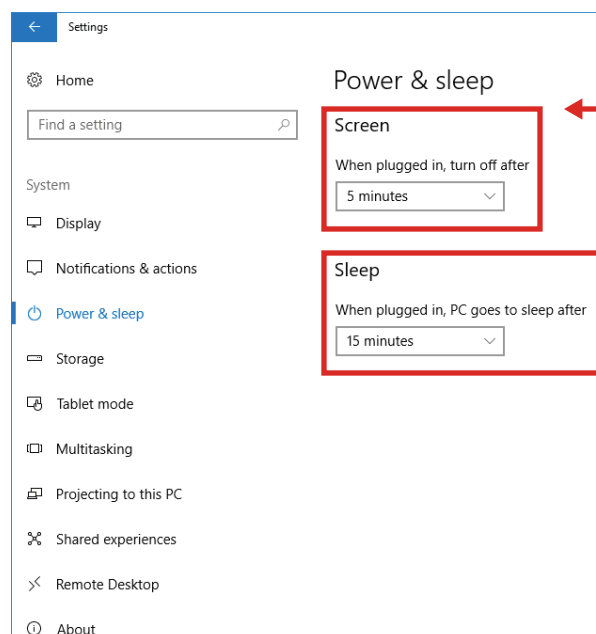 Settings
Home
Find a setting
System
Display
Notifications & actions
Power & sleep
Storage
Tablet mode
Multitasking
Projecting to this PC
Shared experiences
Remote Desktop
About
Power & sleep
Screen
When plugged in, turn off after
5 minutes
Sleep
When plugged in, PC goes to sleep after
15 minutes